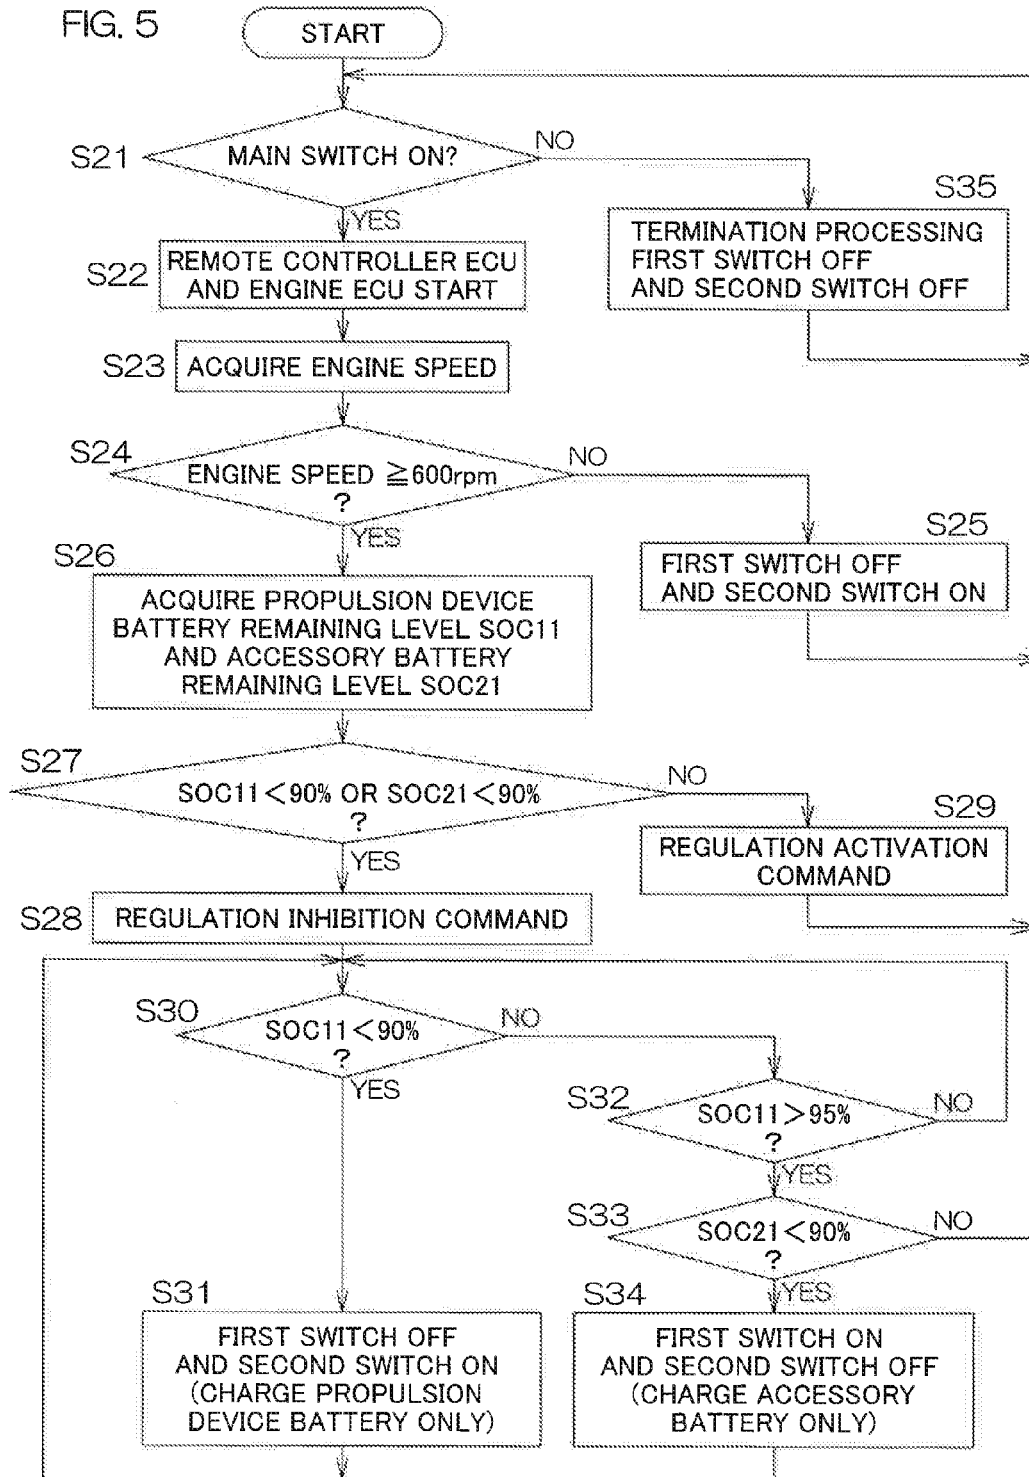 FIG. 5
START
S21
MAIN SWITCH ON?
NO
YES
S35
TERMINATION PROCESSING
FIRST SWITCH OFF
AND SECOND SWITCH OFF
S22
REMOTE CONTROLLER ECU
AND ENGINE ECU START
S23
ACQUIRE ENGINE SPEED
S24
ENGINE SPEED ≧600rpm
?
NO
YES
S25
FIRST SWITCH OFF
AND SECOND SWITCH ON
S26
ACQUIRE PROPULSION DEVICE
BATTERY REMAINING LEVEL SOC11
AND ACCESSORY BATTERY
REMAINING LEVEL SOC21
S27
SOC11<90% OR SOC21<90%
?
NO
YES
S29
REGULATION ACTIVATION
COMMAND
S28
REGULATION INHIBITION COMMAND
S30
SOC11<90%
?
NO
YES
S32
SOC11>95%
?
NO
YES
S33
SOC21<90%
?
NO
YES
S31
FIRST SWITCH OFF
AND SECOND SWITCH ON
(CHARGE PROPULSION
DEVICE BATTERY ONLY)
S34
FIRST SWITCH ON
AND SECOND SWITCH OFF
(CHARGE ACCESSORY
BATTERY ONLY)